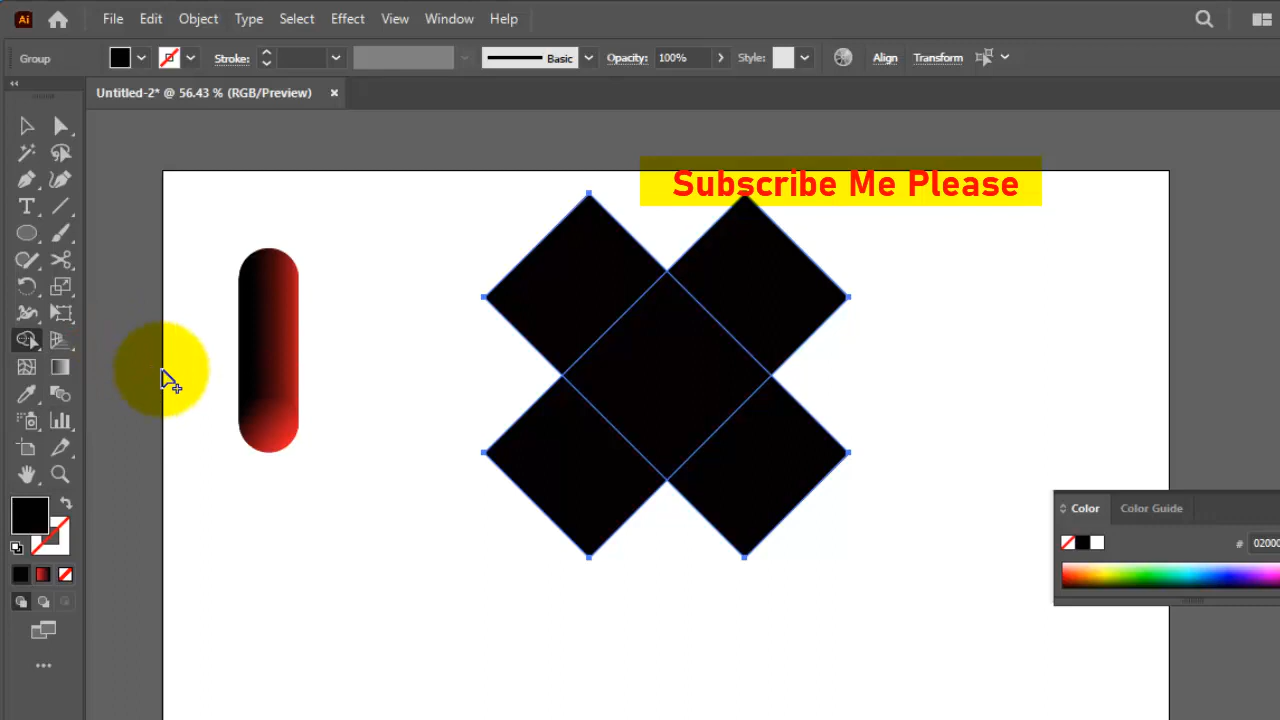 Ai File Edit Object Type Select Effect View Window Help
Group Stroke: Basic Opacity: 100% Style: Align Transform
Untitled-2* @ 56.43 % (RGB/Preview) ×
Subscribe Me Please
Color Color Guide
# 02000